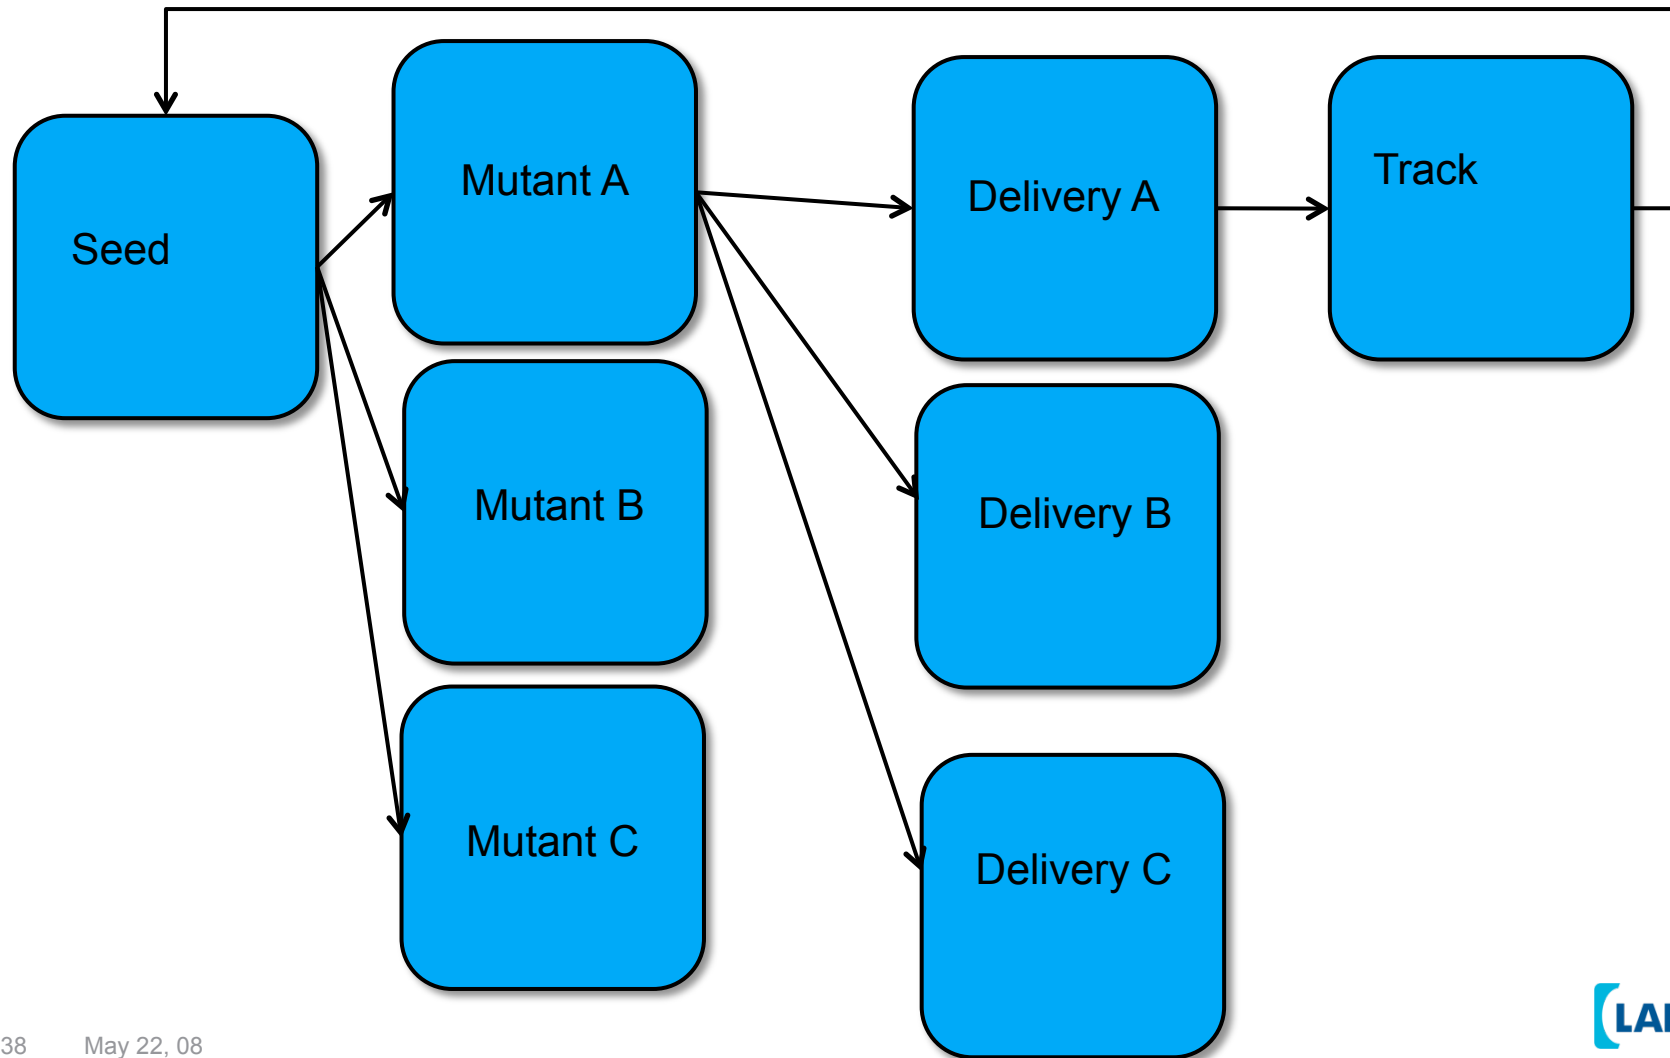 Seed
Mutant A
Mutant B
Mutant C
Delivery A
Delivery B
Delivery C
Track
38 May 22, 08